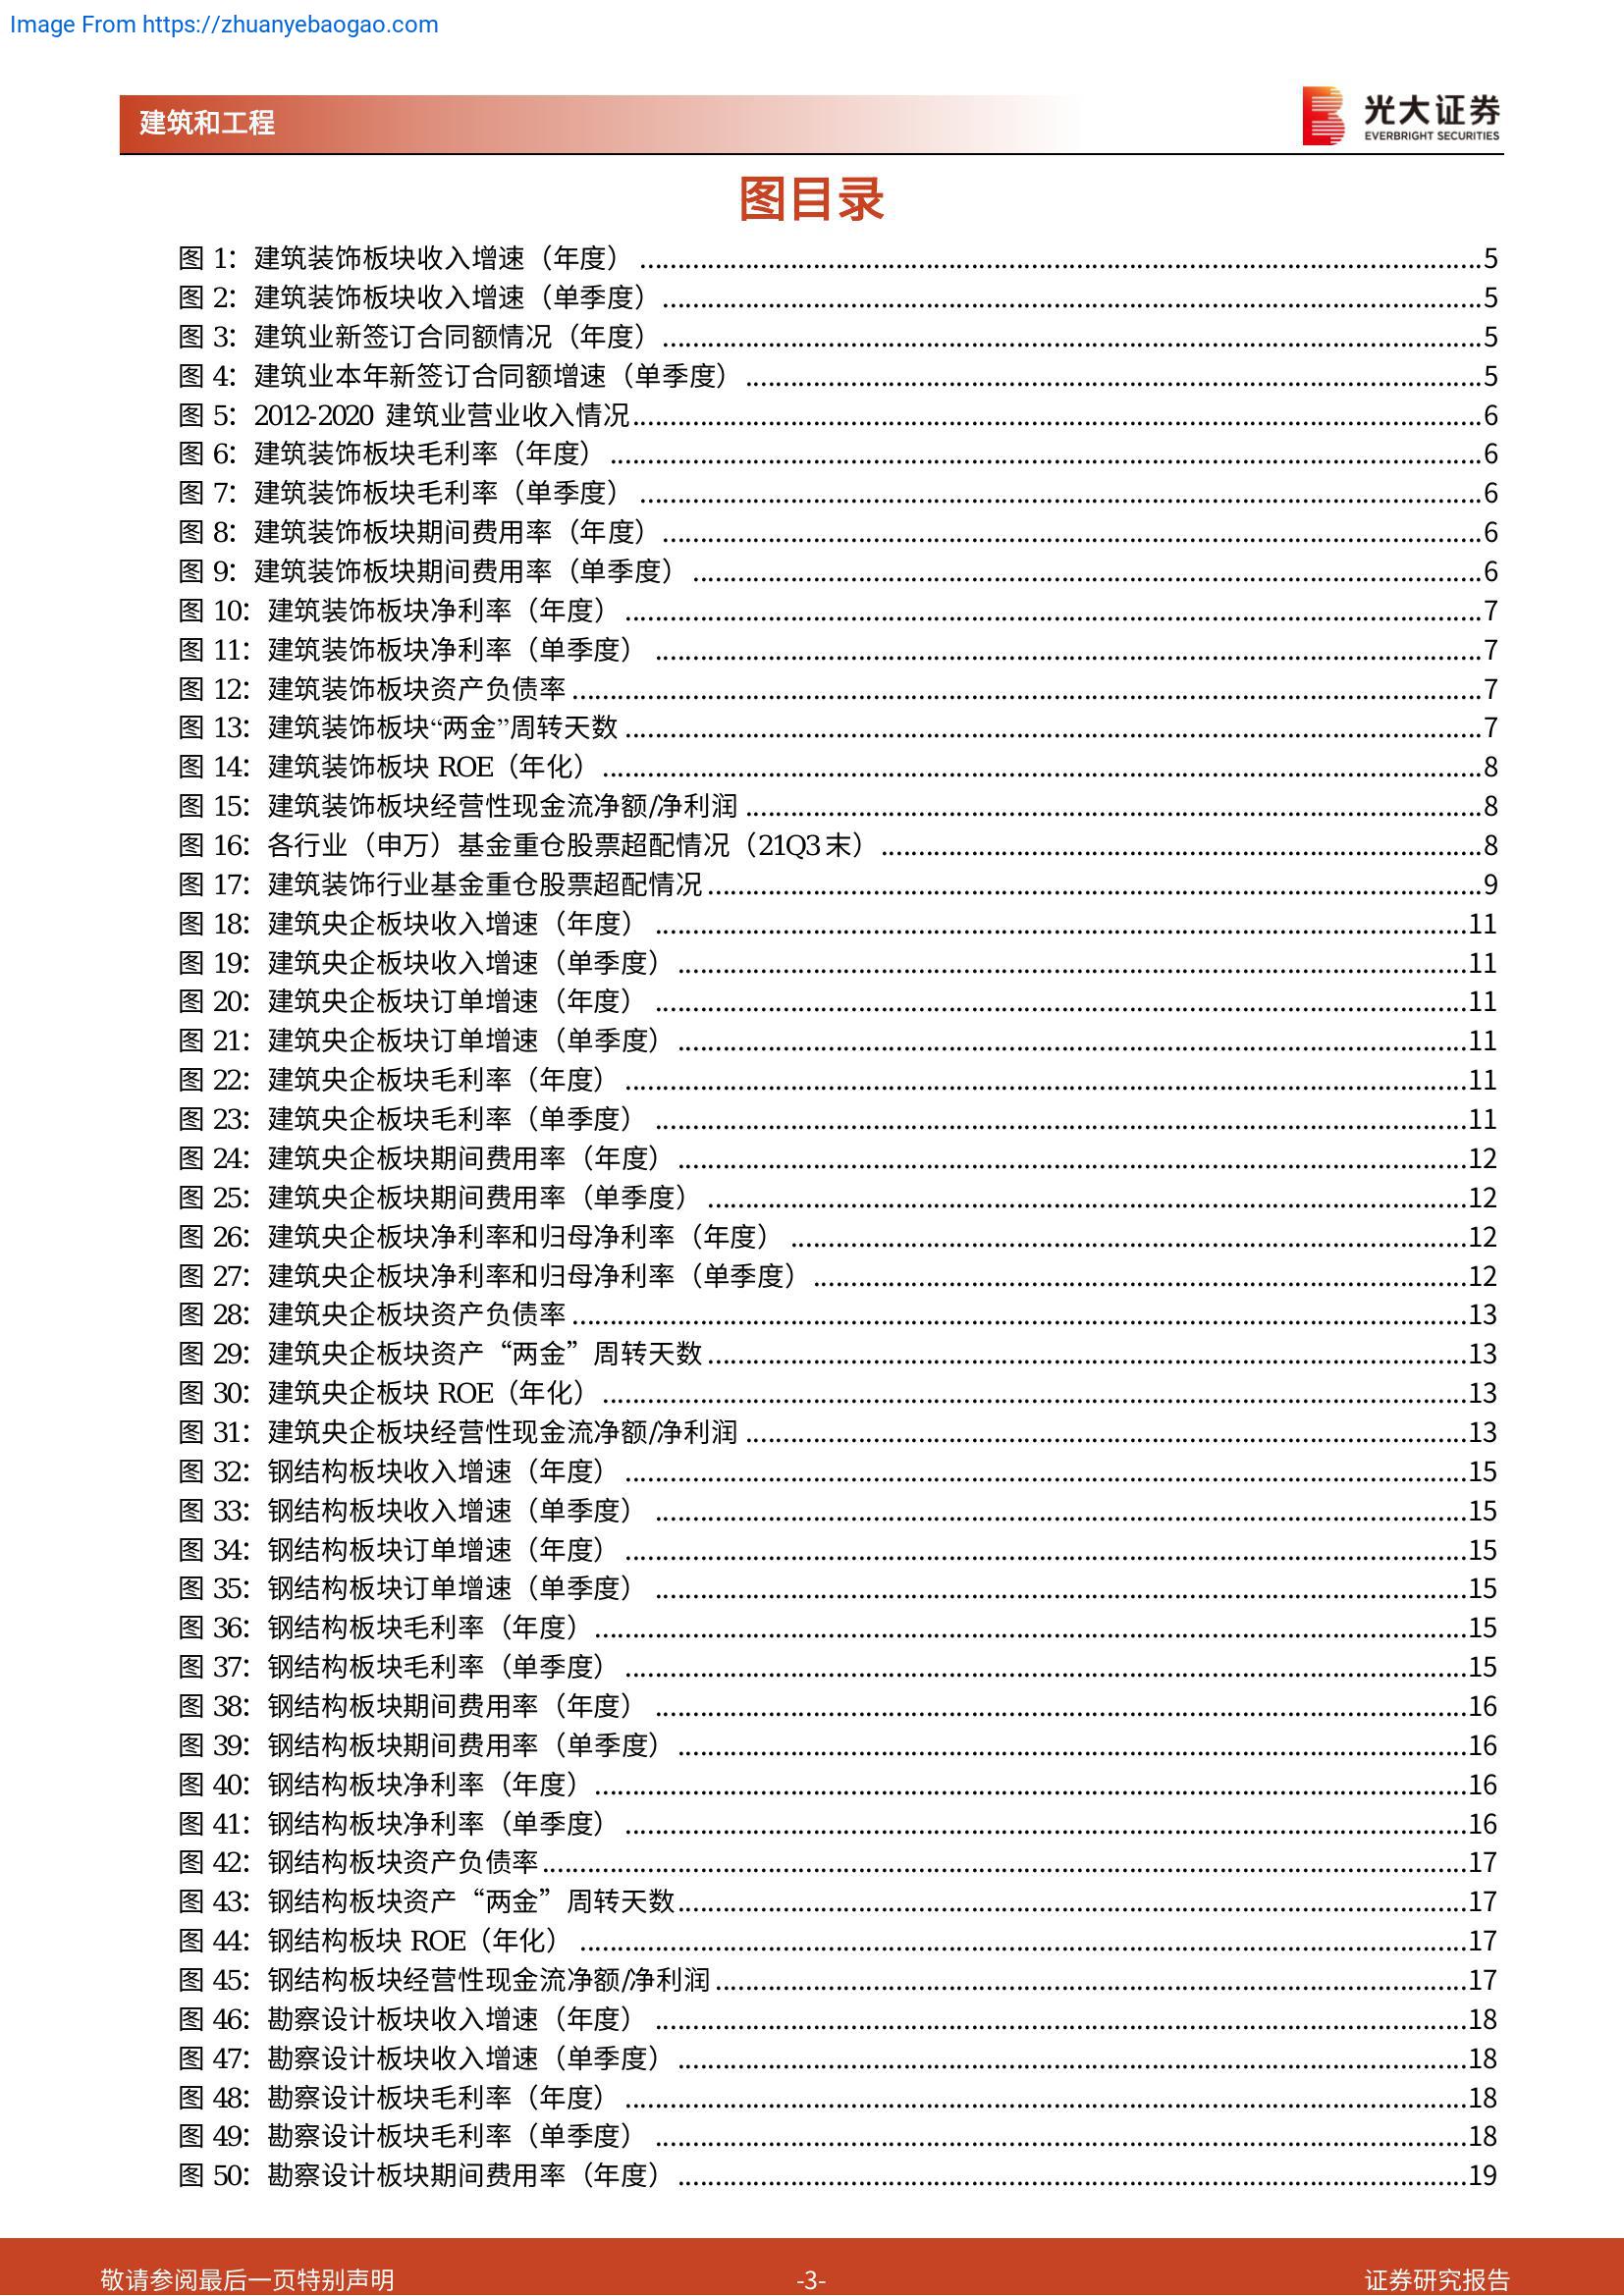 Image From https://zhuanyebaogao.com
建筑和工程
光大证券
EVERBRIGHT SECURITIES
图目录
图 1：建筑装饰板块收入增速（年度）5
图 2：建筑装饰板块收入增速（单季度）5
图 3：建筑业新签订合同额情况（年度）5
图 4：建筑业本年新签订合同额增速（单季度）5
图 5：2012-2020 建筑业营业收入情况6
图 6：建筑装饰板块毛利率（年度）6
图 7：建筑装饰板块毛利率（单季度）6
图 8：建筑装饰板块期间费用率（年度）6
图 9：建筑装饰板块期间费用率（单季度）6
图 10：建筑装饰板块净利率（年度）7
图 11：建筑装饰板块净利率（单季度）7
图 12：建筑装饰板块资产负债率7
图 13：建筑装饰板块“两金”周转天数7
图 14：建筑装饰板块 ROE（年化）8
图 15：建筑装饰板块经营性现金流净额/净利润8
图 16：各行业（申万）基金重仓股票超配情况（21Q3 末）8
图 17：建筑装饰行业基金重仓股票超配情况9
图 18：建筑央企板块收入增速（年度）11
图 19：建筑央企板块收入增速（单季度）11
图 20：建筑央企板块订单增速（年度）11
图 21：建筑央企板块订单增速（单季度）11
图 22：建筑央企板块毛利率（年度）11
图 23：建筑央企板块毛利率（单季度）11
图 24：建筑央企板块期间费用率（年度）12
图 25：建筑央企板块期间费用率（单季度）12
图 26：建筑央企板块净利率和归母净利率（年度）12
图 27：建筑央企板块净利率和归母净利率（单季度）12
图 28：建筑央企板块资产负债率13
图 29：建筑央企板块资产“两金”周转天数13
图 30：建筑央企板块 ROE（年化）13
图 31：建筑央企板块经营性现金流净额/净利润13
图 32：钢结构板块收入增速（年度）15
图 33：钢结构板块收入增速（单季度）15
图 34：钢结构板块订单增速（年度）15
图 35：钢结构板块订单增速（单季度）15
图 36：钢结构板块毛利率（年度）15
图 37：钢结构板块毛利率（单季度）15
图 38：钢结构板块期间费用率（年度）16
图 39：钢结构板块期间费用率（单季度）16
图 40：钢结构板块净利率（年度）16
图 41：钢结构板块净利率（单季度）16
图 42：钢结构板块资产负债率17
图 43：钢结构板块资产“两金”周转天数17
图 44：钢结构板块 ROE（年化）17
图 45：钢结构板块经营性现金流净额/净利润17
图 46：勘察设计板块收入增速（年度）18
图 47：勘察设计板块收入增速（单季度）18
图 48：勘察设计板块毛利率（年度）18
图 49：勘察设计板块毛利率（单季度）18
图 50：勘察设计板块期间费用率（年度）19
敬请参阅最后一页特别声明
-3-
证券研究报告